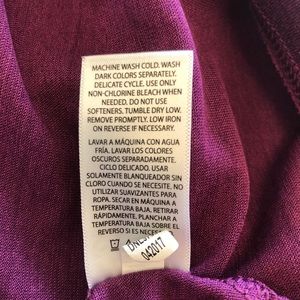 MACHINE WASH COLD. WASH
DARK COLORS SEPARATELY.
DELICATE CYCLE. USE ONLY
NON-CHLORINE BLEACH WHEN
NEEDED. DO NOT USE
SOFTENERS. TUMBLE DRY LOW.
REMOVE PROMPTLY. LOW IRON
ON REVERSE IF NECESSARY.
LAVAR A MÁQUINA CON AGUA
FRÍA. LAVAR LOS COLORES
OSCUROS SEPARADAMENTE.
CICLO DELICADO. USAR
SOLAMENTE BLANQUEADOR SIN
CLORO CUANDO SE NECESITE. NO
UTILIZAR SUAVIZANTES PARA
ROPA. SECAR EN MÁQUINA A
TEMPERATURA BAJA. RETIRAR
RÁPIDAMENTE. PLANCHAR A
TEMPERATURA BAJA DEL REVERSO
SI ES NECESARIO.
042017